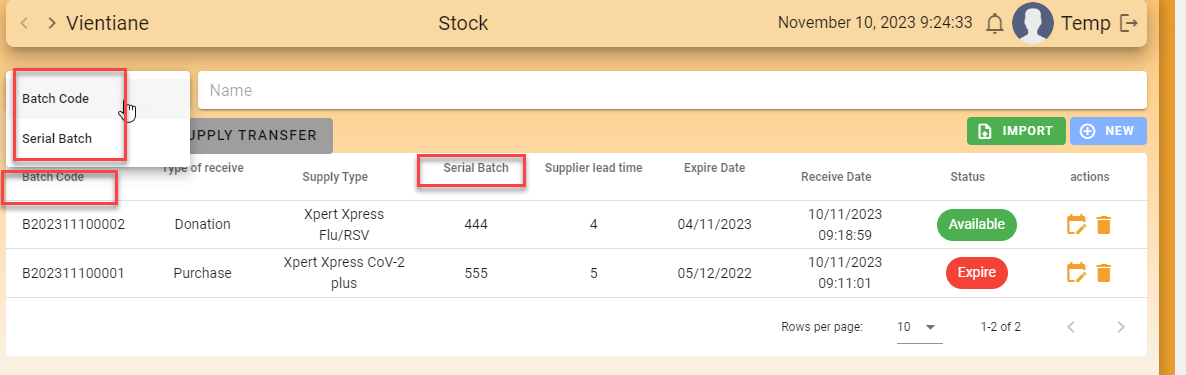 Vientiane
Stock
November 10, 2023 9:24:33
Temp
Batch Code
Serial Batch
Name
UPPLY TRANSFER
IMPORT
NEW
Batch Code
Type of receive
Supply Type
Serial Batch
Supplier lead time
Expire Date
Receive Date
Status
actions
B202311100002
Donation
Xpert Xpress
Flu/RSV
444
4
04/11/2023
10/11/2023
09:18:59
Available
B202311100001
Purchase
Xpert Xpress CoV-2
plus
555
5
05/12/2022
10/11/2023
09:11:01
Expire
Rows per page:
10
1-2 of 2